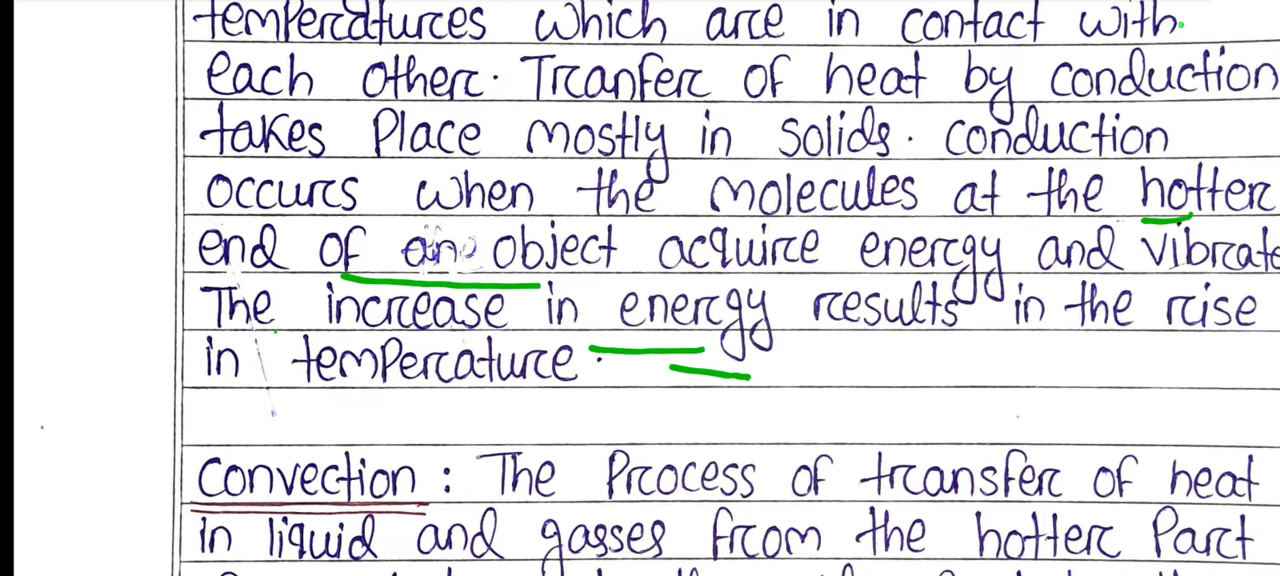 temperatures which are in contact with
each other. Tranfer of heat by conduction
takes Place mostly in solids. conduction
occurs when the molecules at the hotter
end of an object acquire energy and vibrate
The increase in energy results in the rise
in temperature.
Convection : The Process of transfer of heat
in liquid and gasses from the hotter Part